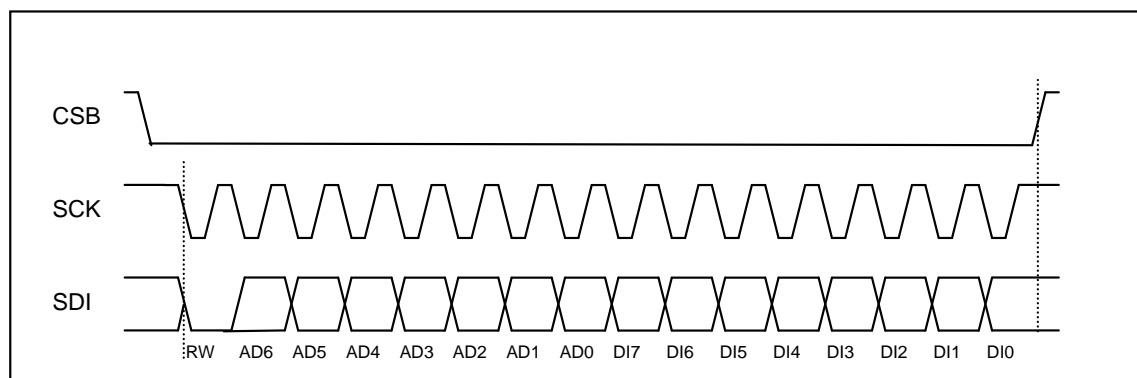 CSB
SCK
SDI
RW AD6 AD5 AD4 AD3 AD2 AD1 AD0 DI7 DI6 DI5 DI4 DI3 DI2 DI1 DI0